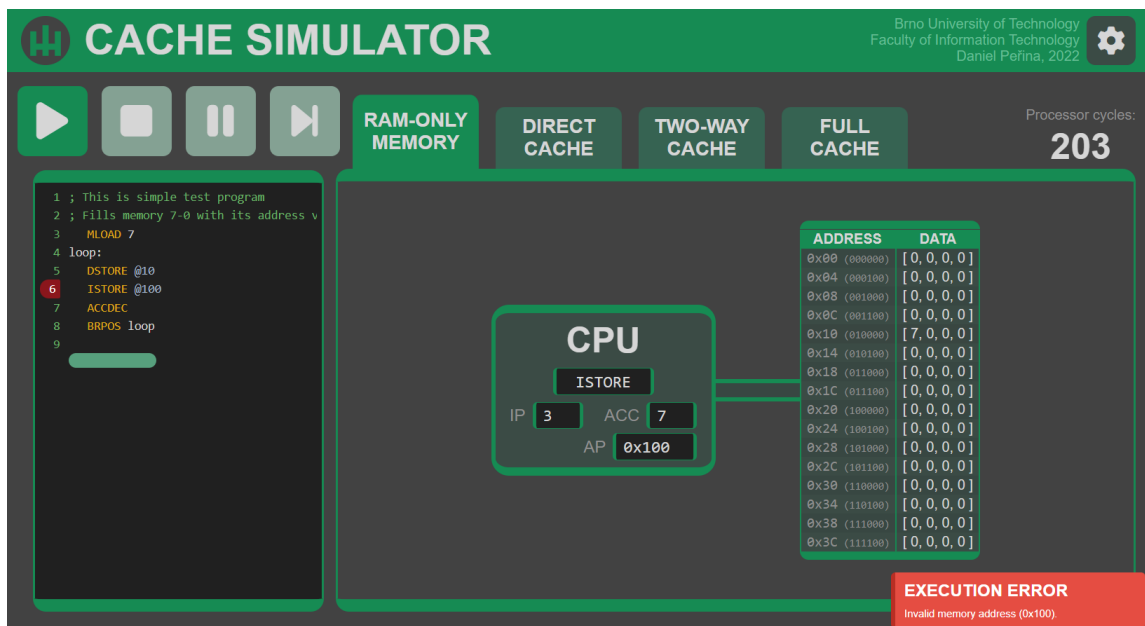 CACHE SIMULATOR
Brno University of Technology
Faculty of Information Technology
Daniel Peřina, 2022
RAM-ONLY
MEMORY
DIRECT
CACHE
TWO-WAY
CACHE
FULL
CACHE
Processor cycles:
203
1 ; This is simple test program
2 ; Fills memory 7-0 with its address v
3 MLOAD 7
4 loop:
5 DSTORE @10
6 ISTORE @100
7 ACCDEC
8 BRPOS loop
9
CPU
ISTORE
IP 3 ACC 7
AP 0x100
ADDRESS DATA
0x00 (000000) [ 0, 0, 0, 0 ]
0x04 (000100) [ 0, 0, 0, 0 ]
0x08 (001000) [ 0, 0, 0, 0 ]
0x0C (001100) [ 0, 0, 0, 0 ]
0x10 (010000) [ 7, 0, 0, 0 ]
0x14 (010100) [ 0, 0, 0, 0 ]
0x18 (011000) [ 0, 0, 0, 0 ]
0x1C (011100) [ 0, 0, 0, 0 ]
0x20 (100000) [ 0, 0, 0, 0 ]
0x24 (100100) [ 0, 0, 0, 0 ]
0x28 (101000) [ 0, 0, 0, 0 ]
0x2C (101100) [ 0, 0, 0, 0 ]
0x30 (110000) [ 0, 0, 0, 0 ]
0x34 (110100) [ 0, 0, 0, 0 ]
0x38 (111000) [ 0, 0, 0, 0 ]
0x3C (111100) [ 0, 0, 0, 0 ]
EXECUTION ERROR
Invalid memory address (0x100).